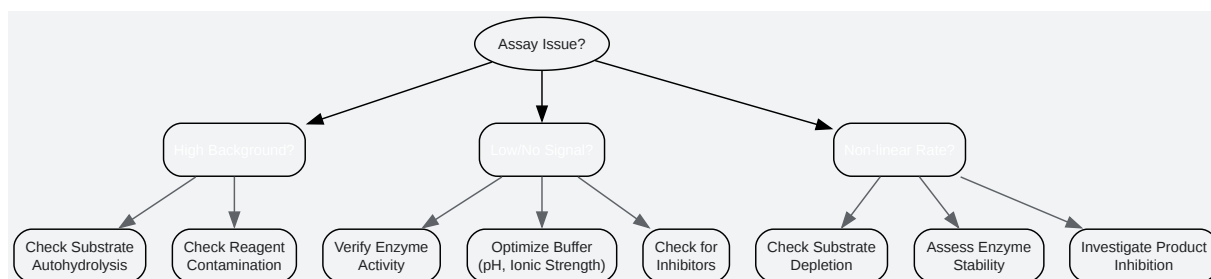 Assay Issue?
High Background?
Low/No Signal?
Non-linear Rate?
Check Substrate
Autohydrolysis
Check Reagent
Contamination
Verify Enzyme
Activity
Optimize Buffer
(pH, Ionic Strength)
Check for
Inhibitors
Check Substrate
Depletion
Assess Enzyme
Stability
Investigate Product
Inhibition